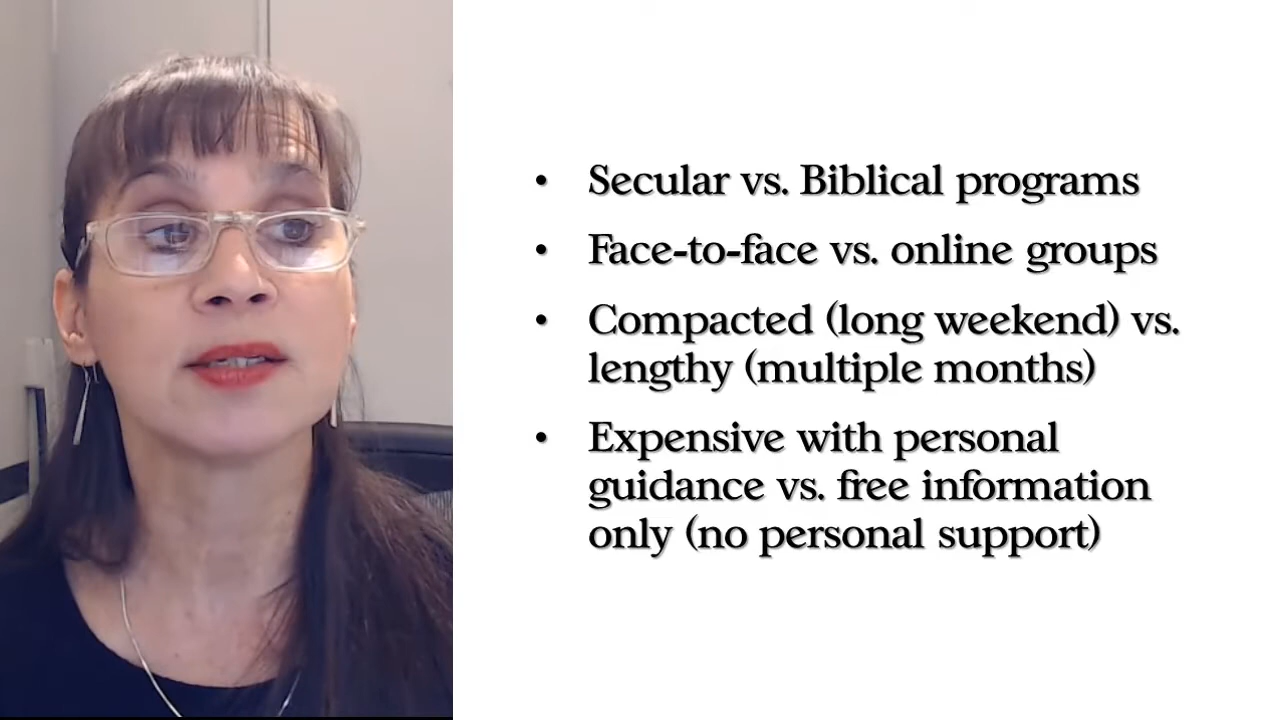 • Secular vs. Biblical programs
• Face-to-face vs. online groups
• Compacted (long weekend) vs.
lengthy (multiple months)
• Expensive with personal
guidance vs. free information
only (no personal support)